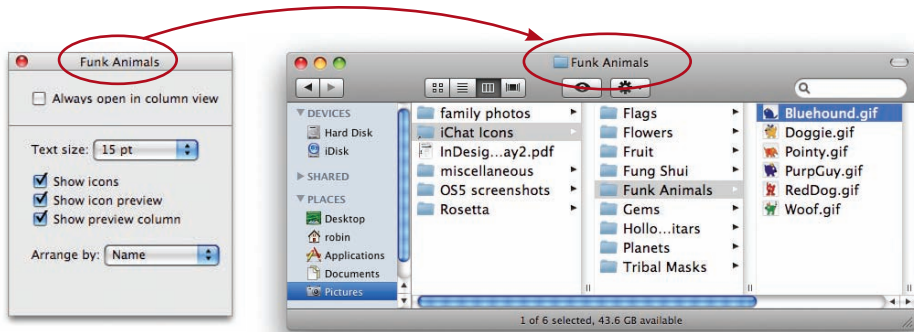 Funk Animals
Always open in column view
Text size: 15 pt
Show icons
Show icon preview
Show preview column
Arrange by: Name
Funk Animals
DEVICES
Hard Disk
iDisk
SHARED
PLACES
Desktop
robin
Applications
Documents
Pictures
family photos
iChat Icons
InDesig...ay2.pdf
miscellaneous
OS5 screenshots
Rosetta
Flags
Flowers
Fruit
Fung Shui
Funk Animals
Gems
Hollo...itars
Planets
Tribal Masks
Bluehound.gif
Doggie.gif
Pointy.gif
PurpGuy.gif
RedDog.gif
Woof.gif
1 of 6 selected, 43.6 GB available